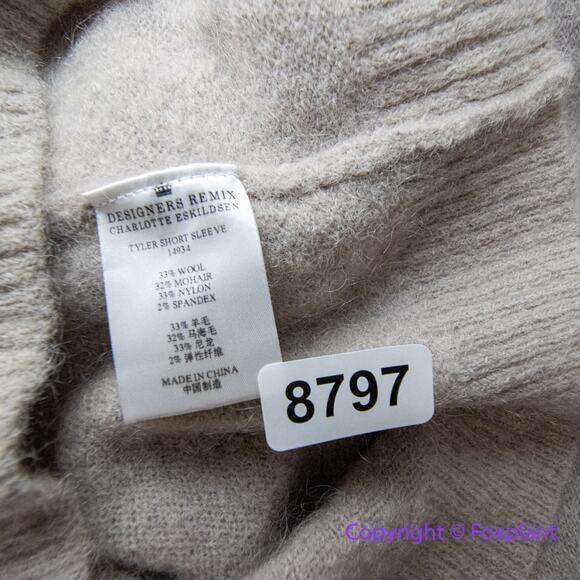 DESIGNERS REMIX
CHARLOTTE ESKILDSEN
TYLER SHORT SLEEVE
14934
33% WOOL
32% MOHAIR
33% NYLON
2% SPANDEX
33% 羊毛
32% 马海毛
33% 尼龙
2% 弹性纤维
MADE IN CHINA
中国制造
8797
Copyright © Foxplant